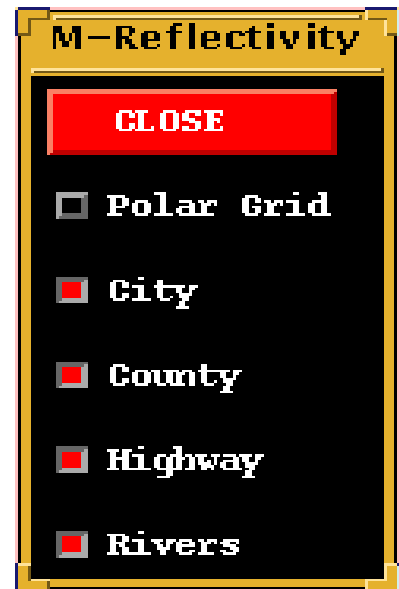 M-Reflectivity
CLOSE
Polar Grid
City
County
Highway
Rivers